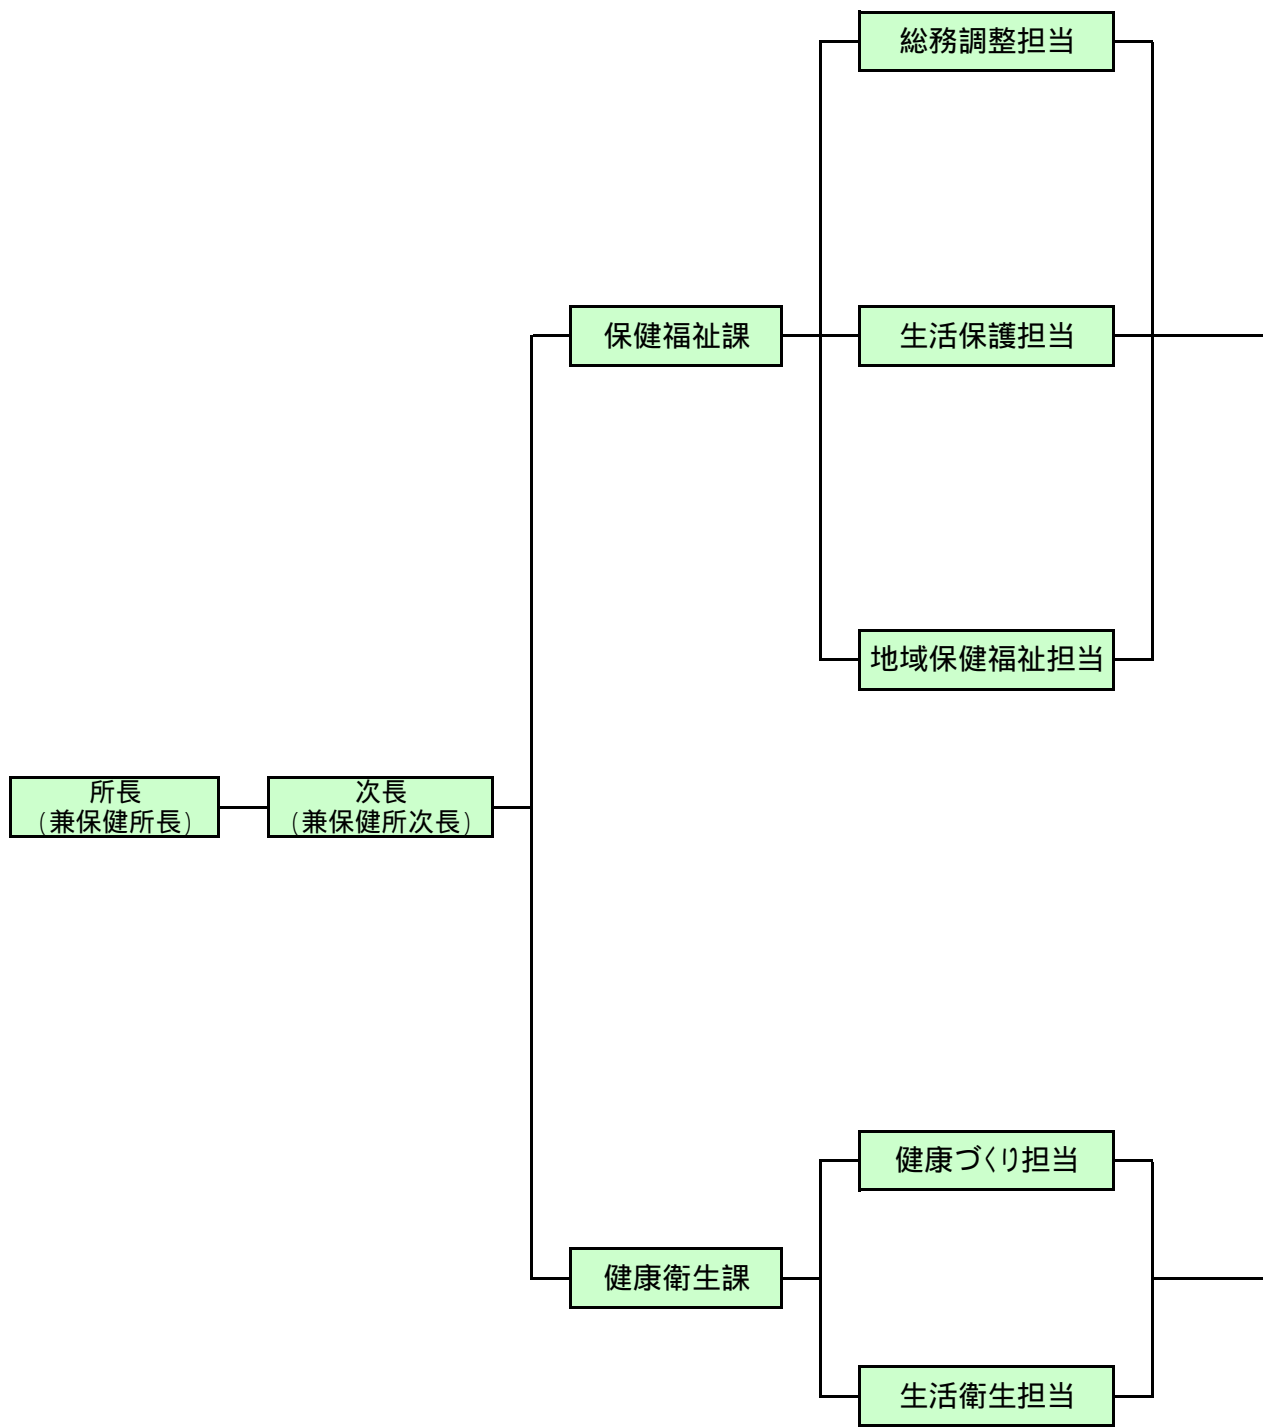 総務調整担当
保健福祉課
生活保護担当
地域保健福祉担当
所長
（兼保健所長）
次長
（兼保健所次長）
健康づくり担当
健康衛生課
生活衛生担当